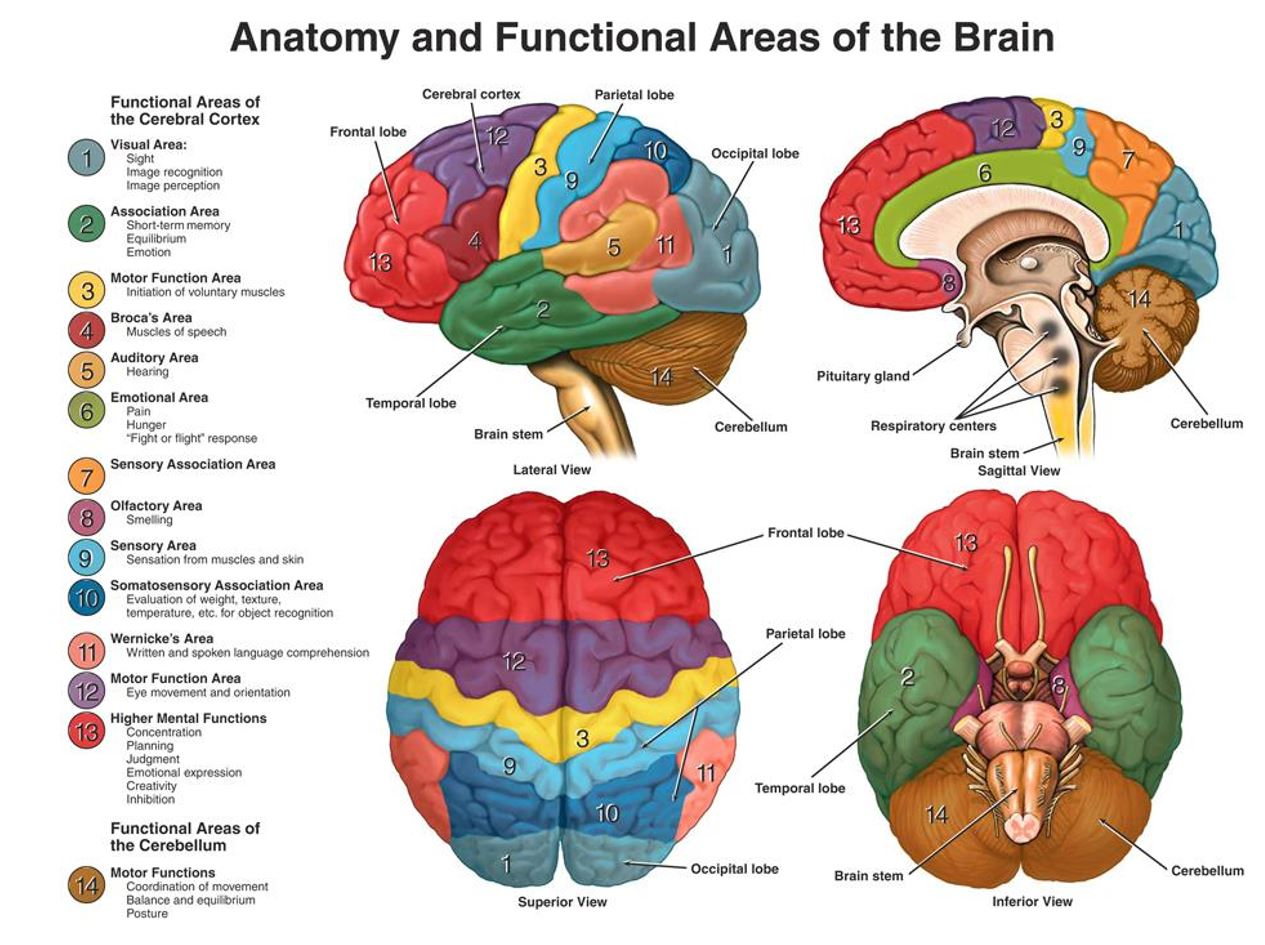 Anatomy and Functional Areas of the Brain
Functional Areas of
the Cerebral Cortex
1
Visual Area:
Sight
Image recognition
Image perception
2
Association Area
Short-term memory
Equilibrium
Emotion
3
Motor Function Area
Initiation of voluntary muscles
4
Broca's Area
Muscles of speech
5
Auditory Area
Hearing
6
Emotional Area
Pain
Hunger
"Fight or flight" response
7
Sensory Association Area
8
Olfactory Area
Smelling
9
Sensory Area
Sensation from muscles and skin
10
Somatosensory Association Area
Evaluation of weight, texture,
temperature, etc. for object recognition
11
Wernicke's Area
Written and spoken language comprehension
12
Motor Function Area
Eye movement and orientation
13
Higher Mental Functions
Concentration
Planning
Judgment
Emotional expression
Creativity
Inhibition
Functional Areas of
the Cerebellum
14
Motor Functions
Coordination of movement
Balance and equilibrium
Posture
Cerebral cortex
Parietal lobe
Frontal lobe
Occipital lobe
12
3
10
9
4
5
11
1
13
2
14
Temporal lobe
Brain stem
Cerebellum
Lateral View
12
3
9
7
6
13
1
8
14
Pituitary gland
Respiratory centers
Cerebellum
Brain stem
Sagittal View
13
12
3
9
11
10
1
Frontal lobe
Parietal lobe
Temporal lobe
Occipital lobe
Superior View
13
2
8
14
Brain stem
Cerebellum
Inferior View